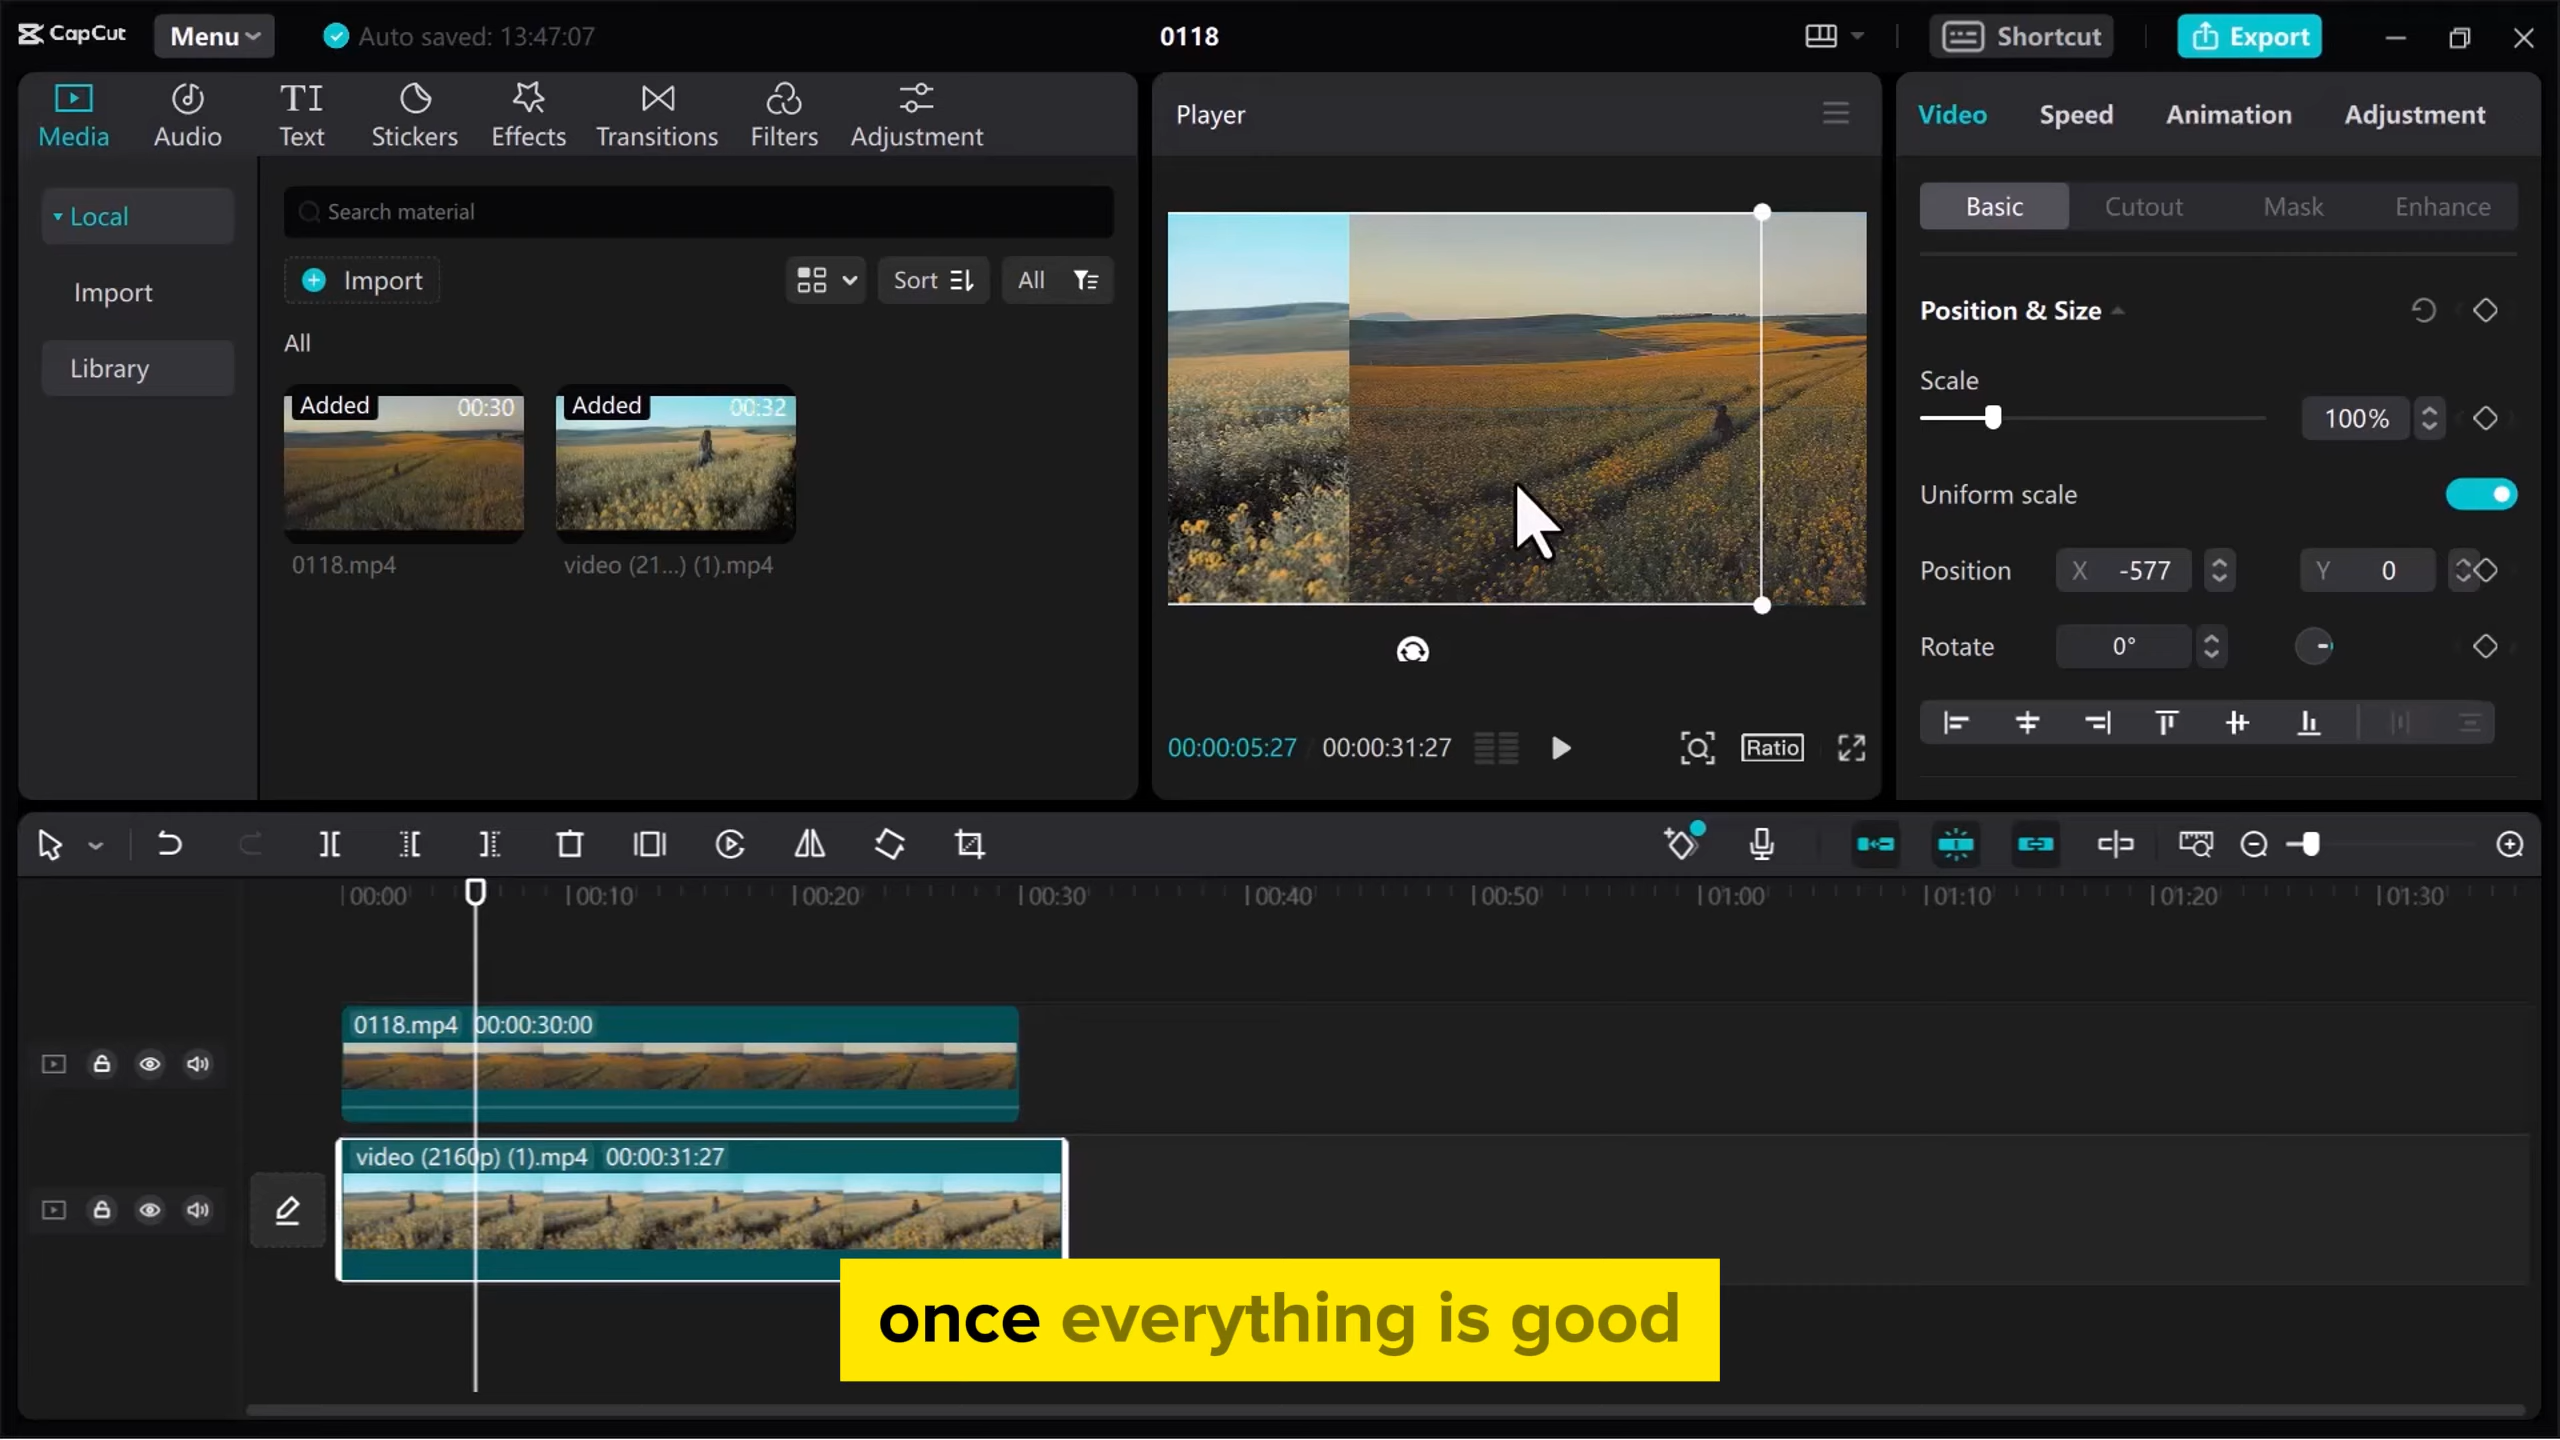 CapCut
Menu
Auto saved: 13:47:07
0118
Shortcut
Export
Media
Audio
Text
Stickers
Effects
Transitions
Filters
Adjustment
Local
Import
Library
Search material
Import
Sort
All
All
Added
00:30
0118.mp4
Added
00:32
video (21...) (1).mp4
Player
00:00:05:27
00:00:31:27
Ratio
Video
Speed
Animation
Adjustment
Basic
Cutout
Mask
Enhance
Position & Size
Scale
100%
Uniform scale
Position
X -577
Y 0
Rotate
0°
00:00
00:10
00:20
00:30
00:40
00:50
01:00
01:10
01:20
01:30
0118.mp4 00:00:30:00
video (2160p) (1).mp4 00:00:31:27
once everything is good